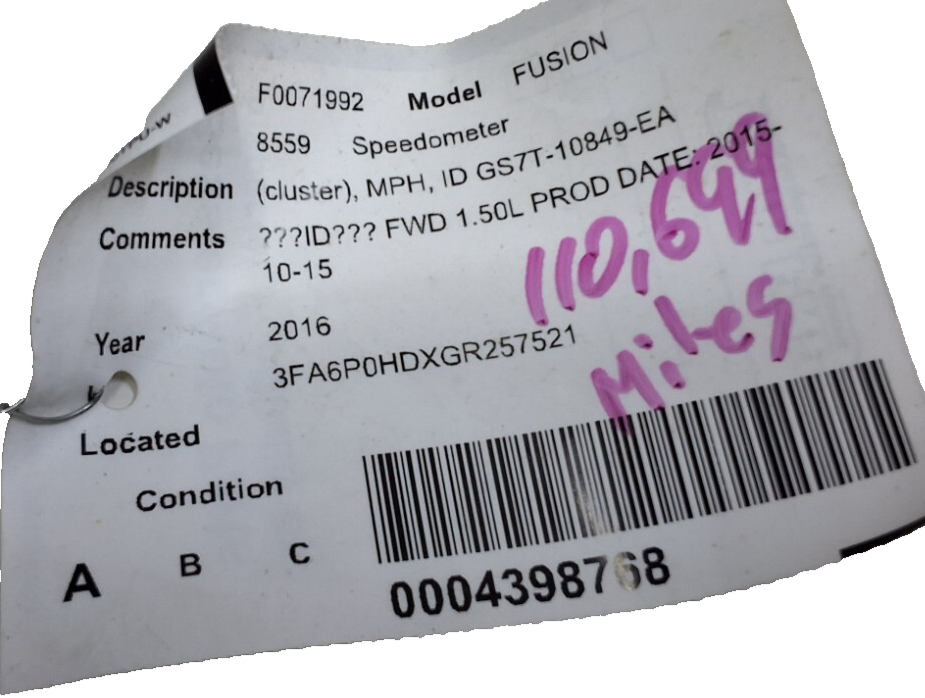 F0071992 Model FUSION
8559 Speedometer
Description (cluster), MPH, ID GS7T-10849-EA
Comments ???ID??? FWD 1.50L PROD DATE: 2015-
10-15
110,699
Miles
Year 2016
3FA6P0HDXGR257521
Located
Condition
A B C
0004398768